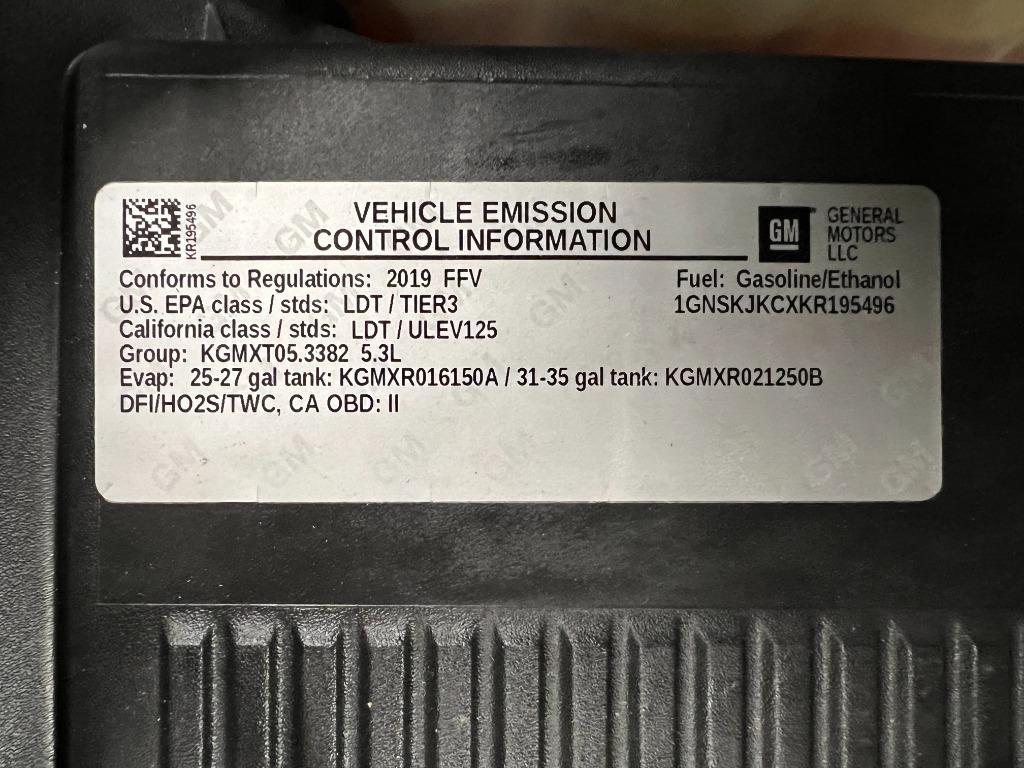 KR195496
VEHICLE EMISSION
CONTROL INFORMATION
GM
GENERAL
MOTORS
LLC
Conforms to Regulations: 2019 FFV
Fuel: Gasoline/Ethanol
U.S. EPA class / stds: LDT / TIER3
1GNSKJKCXKR195496
California class / stds: LDT / ULEV125
Group: KGMXT05.3382 5.3L
Evap: 25-27 gal tank: KGMXR016150A / 31-35 gal tank: KGMXR021250B
DFI/HO2S/TWC, CA OBD: II